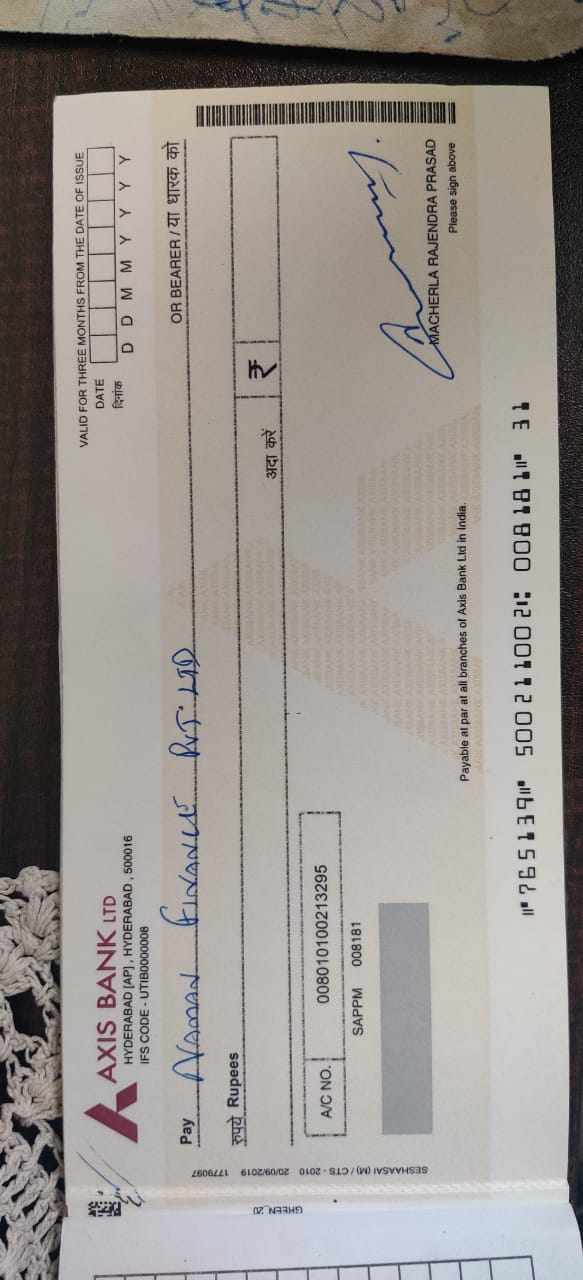 AXIS BANK LTD
HYDERABAD [AP], HYDERABAD, 500016
IFS CODE - UTIB0000008
VALID FOR THREE MONTHS FROM THE DATE OF ISSUE
DATE
दिनांक
D D M M Y Y Y Y
Pay NAMAN FINANCE PVT LTD OR BEARER / या धारक को
रुपये Rupees
अदा करें ₹
A/C NO. 008010100213295
SAPPM 008181
MACHERLA RAJENDRA PRASAD
Please sign above
Payable at par at all branches of Axis Bank Ltd in India.
⑈765139⑈ 500211002⑆ 008181⑈ 31
SESHAASAI (M) / CTS - 2010 20/09/2019 1779097
GREEN_20